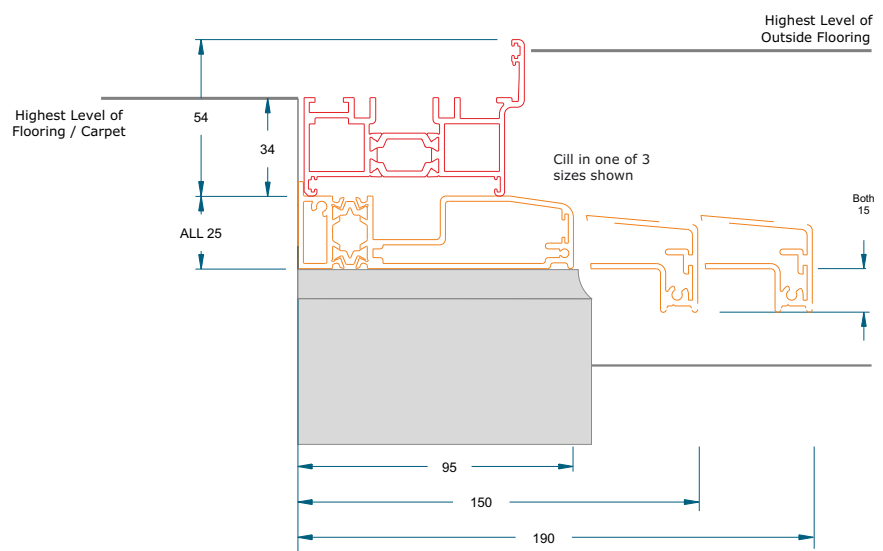 Highest Level of
Outside Flooring
Highest Level of
Flooring / Carpet
54
34
Cill in one of 3
sizes shown
Both
15
ALL 25
95
150
190